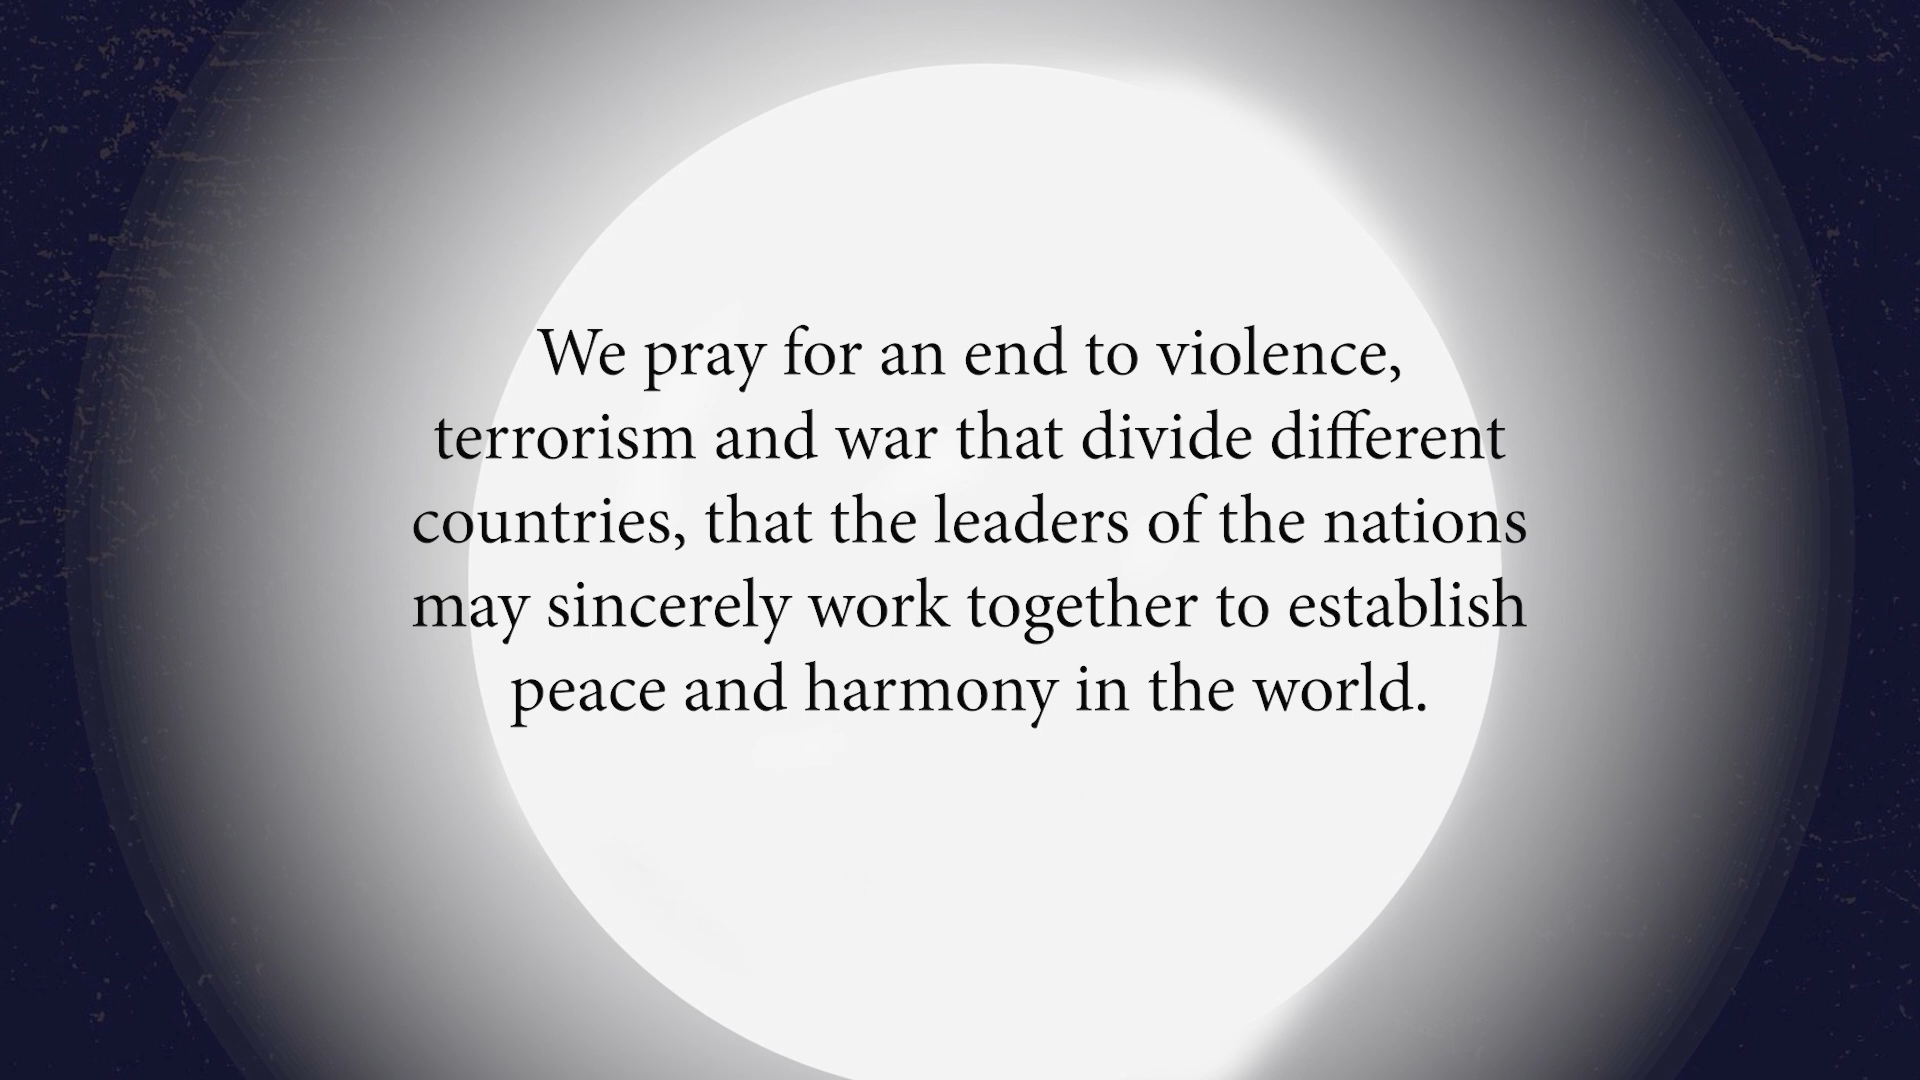 We pray for an end to violence,
terrorism and war that divide different
countries, that the leaders of the nations
may sincerely work together to establish
peace and harmony in the world.